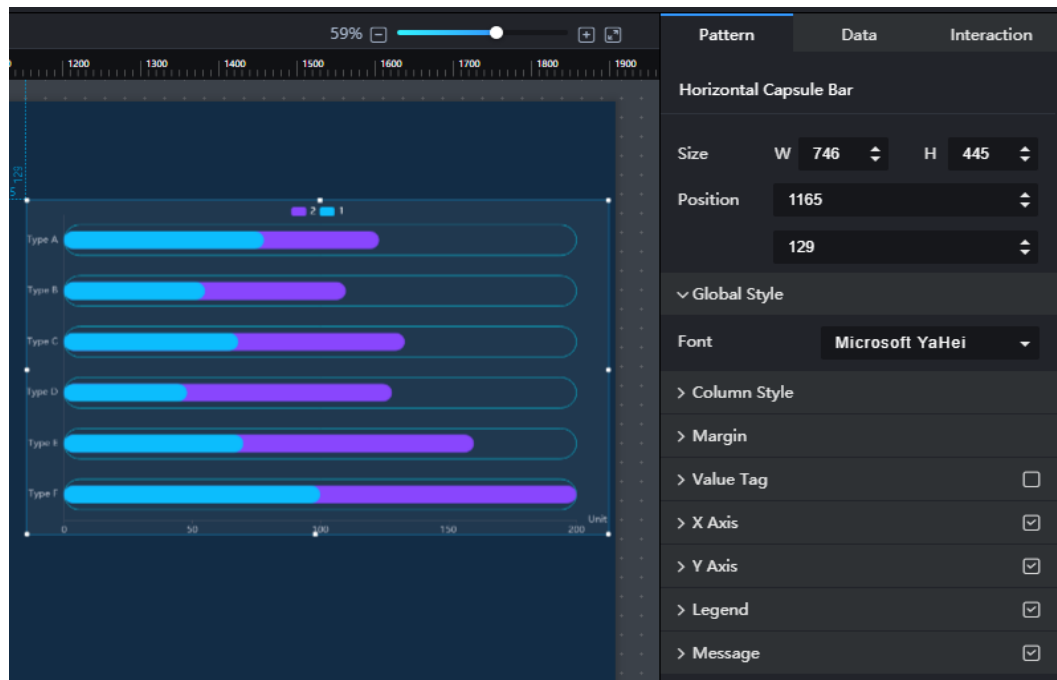 59%
1200 1300 1400 1500 1600 1700 1800 1900
129
2 1
Type A
Type B
Type C
Type D
Type E
Type F
Unit
0 50 100 150 200
Pattern Data Interaction
Horizontal Capsule Bar
Size W 746 H 445
Position 1165
129
Global Style
Font Microsoft YaHei
Column Style
Margin
Value Tag
X Axis
Y Axis
Legend
Message